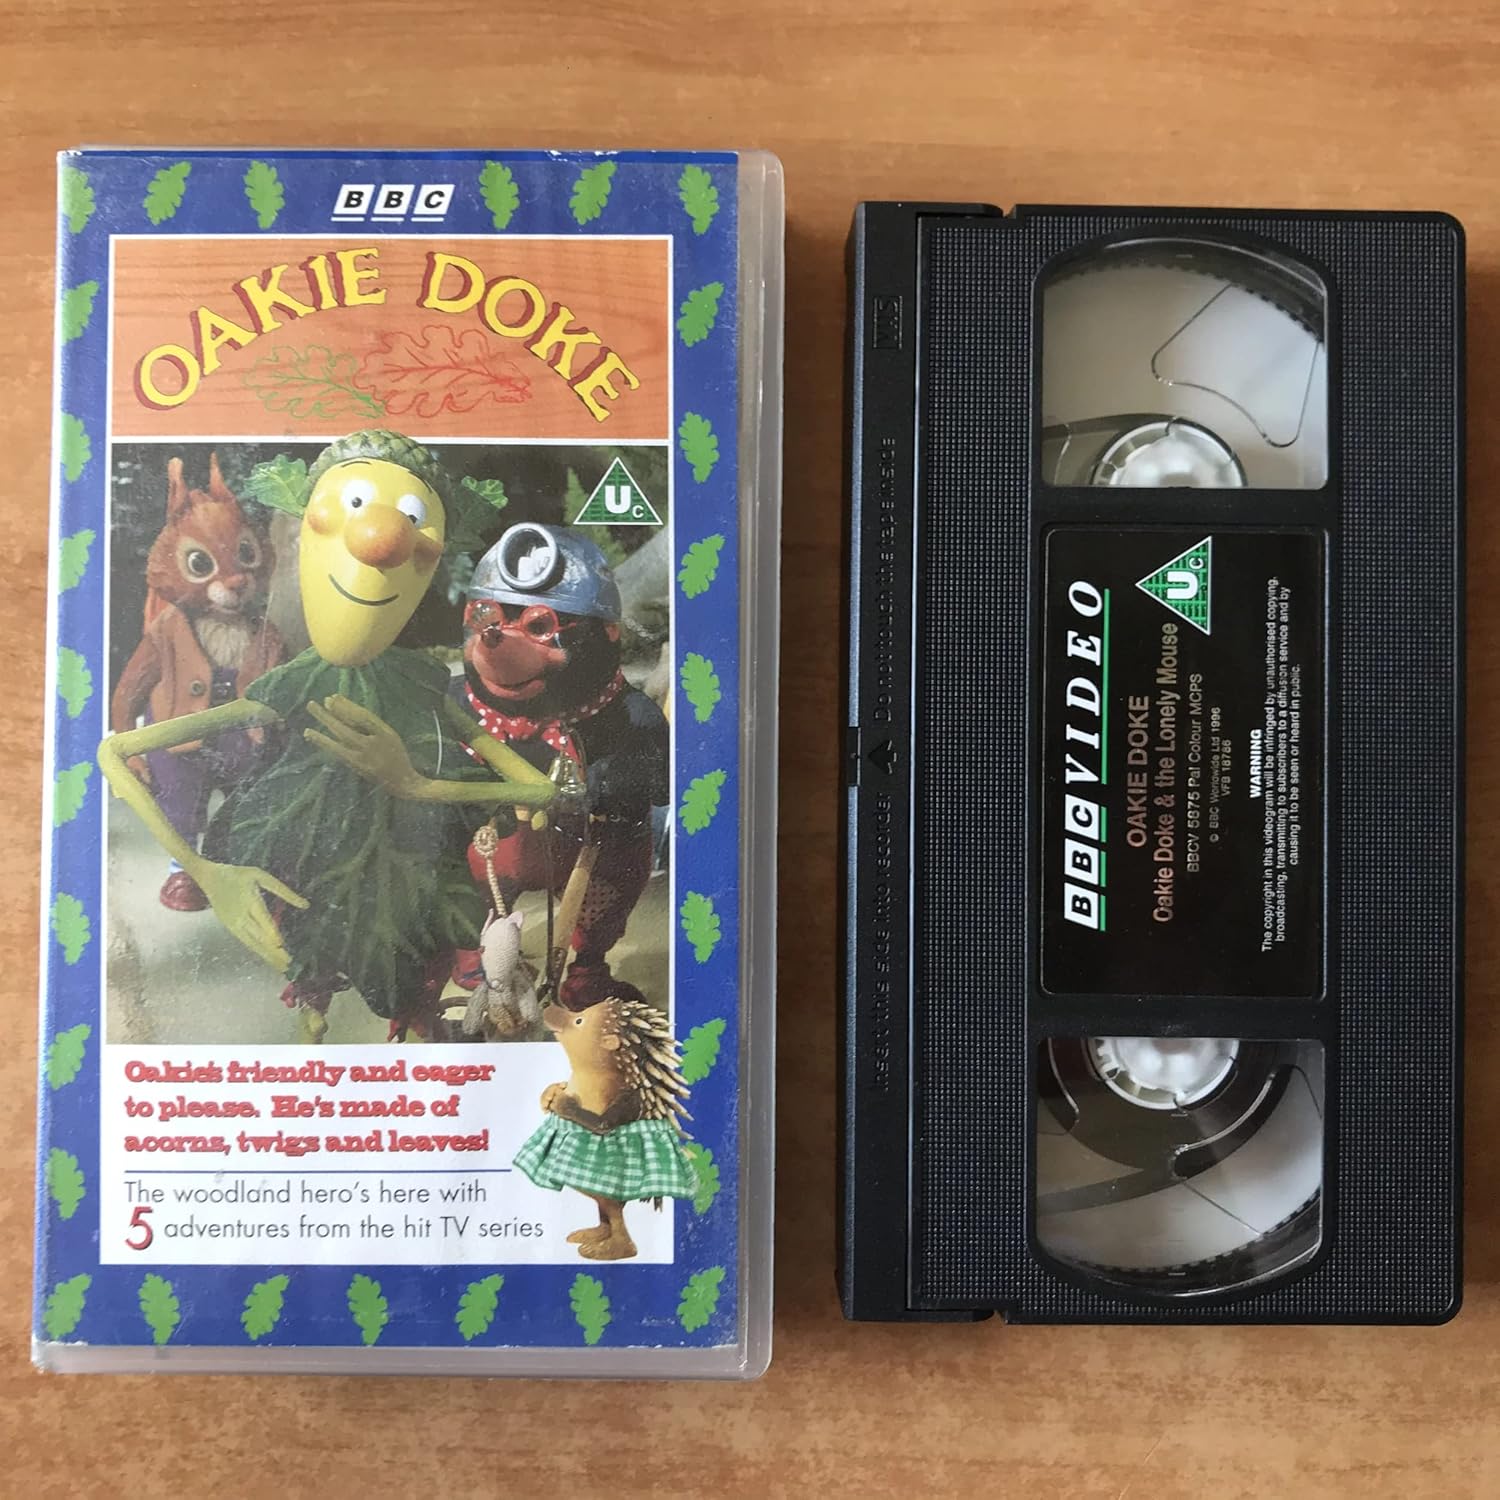 BBC
OAKIE DOKE
Uc
Oakie's friendly and eager
to please. He's made of
acorns, twigs and leaves!
The woodland hero's here with
5 adventures from the hit TV series
VHS
Insert this side into recorder Do not touch the tape inside
BBC VIDEO
Uc
OAKIE DOKE
Oakie Doke & the Lonely Mouse
BBCV 5875 Pal Colour MCPS
© BBC Worldwide Ltd 1996
VFB 18786
WARNING
The copyright in this videogram will be infringed by unauthorised copying,
broadcasting, transmitting to subscribers to a diffusion service and by
causing it to be seen or heard in public.